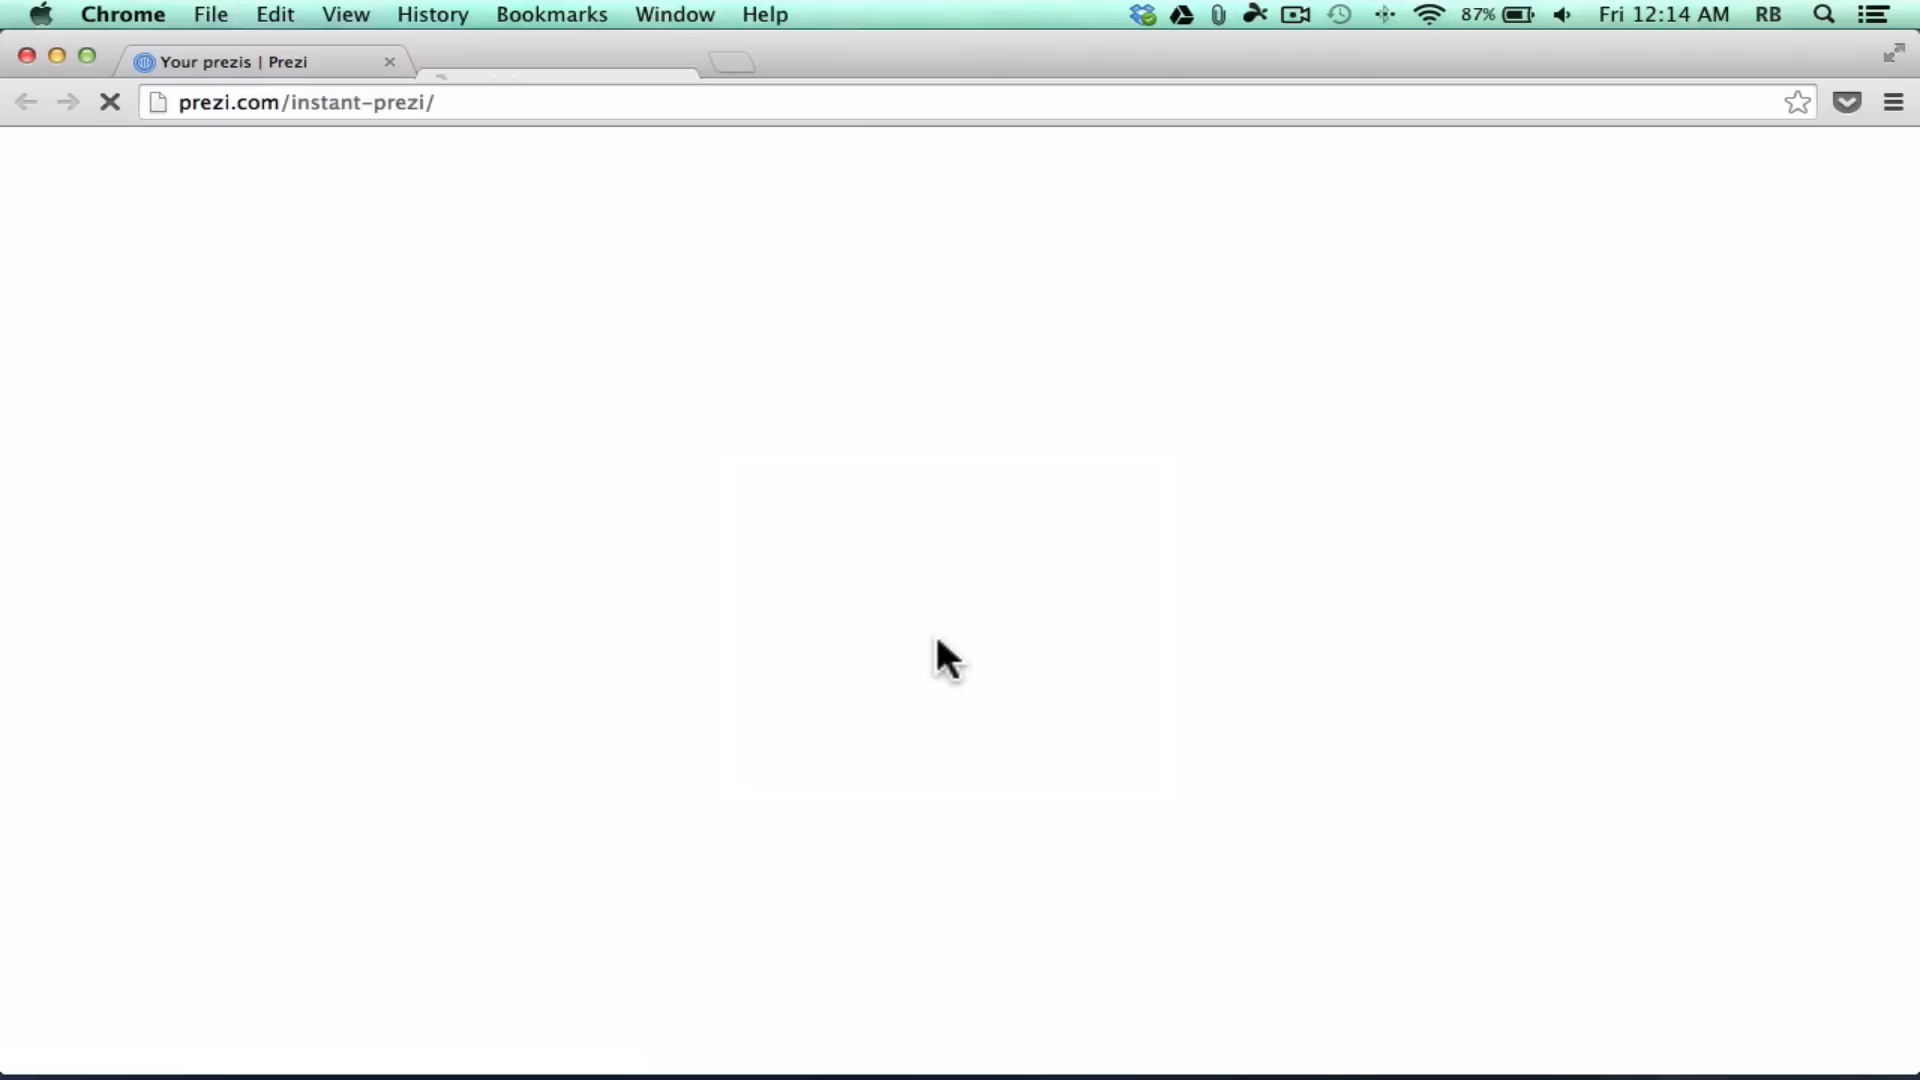 Chrome File Edit View History Bookmarks Window Help 87% Fri 12:14 AM RB
Your prezis | Prezi
prezi.com/instant-prezi/